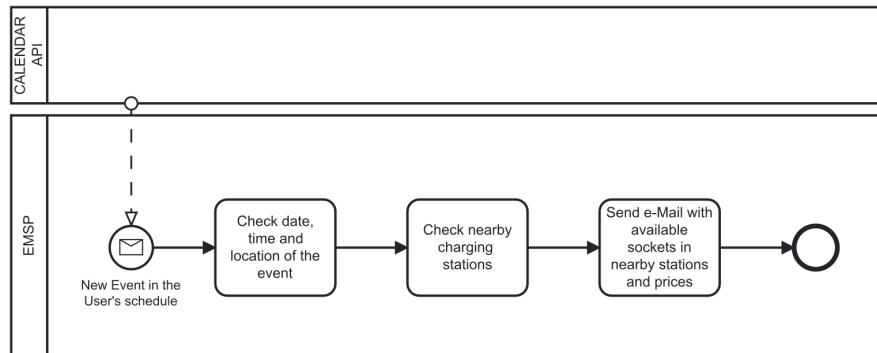 CALENDAR
API
EMSP
New Event in the
User's schedule
Check date,
time and
location of the
event
Check nearby
charging
stations
Send e-Mail with
available
sockets in
nearby stations
and prices